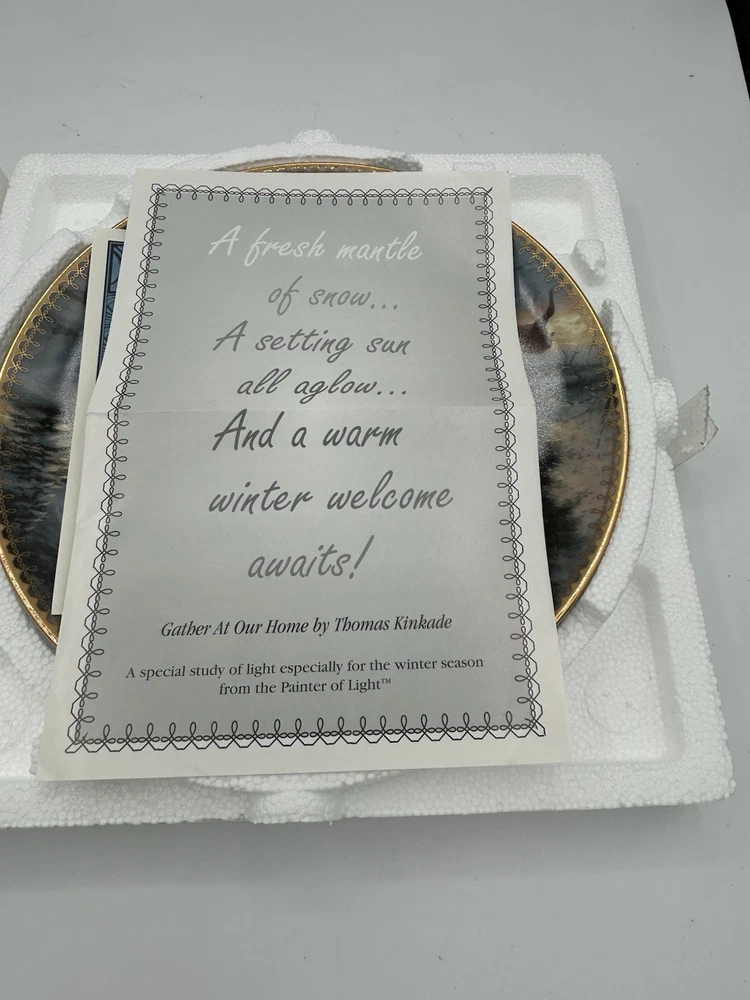 A fresh mantle
of snow...
A setting sun
all aglow...
And a warm
winter welcome
awaits!
Gather At Our Home by Thomas Kinkade
A special study of light especially for the winter season
from the Painter of Light™